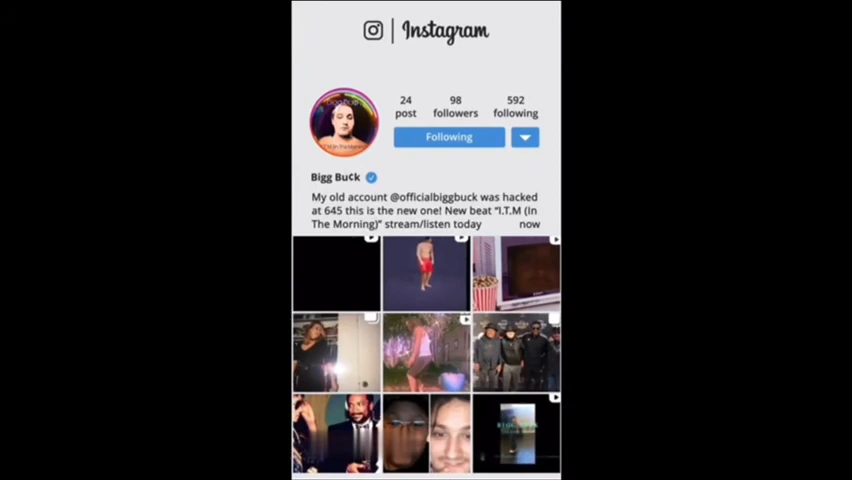 Instagram
24 98 592
post followers following
Following
Bigg Bu¢k
My old account @officialbiggbuck was hacked
at 645 this is the new one! New beat “I.T.M (In
The Morning)” stream/listen today now